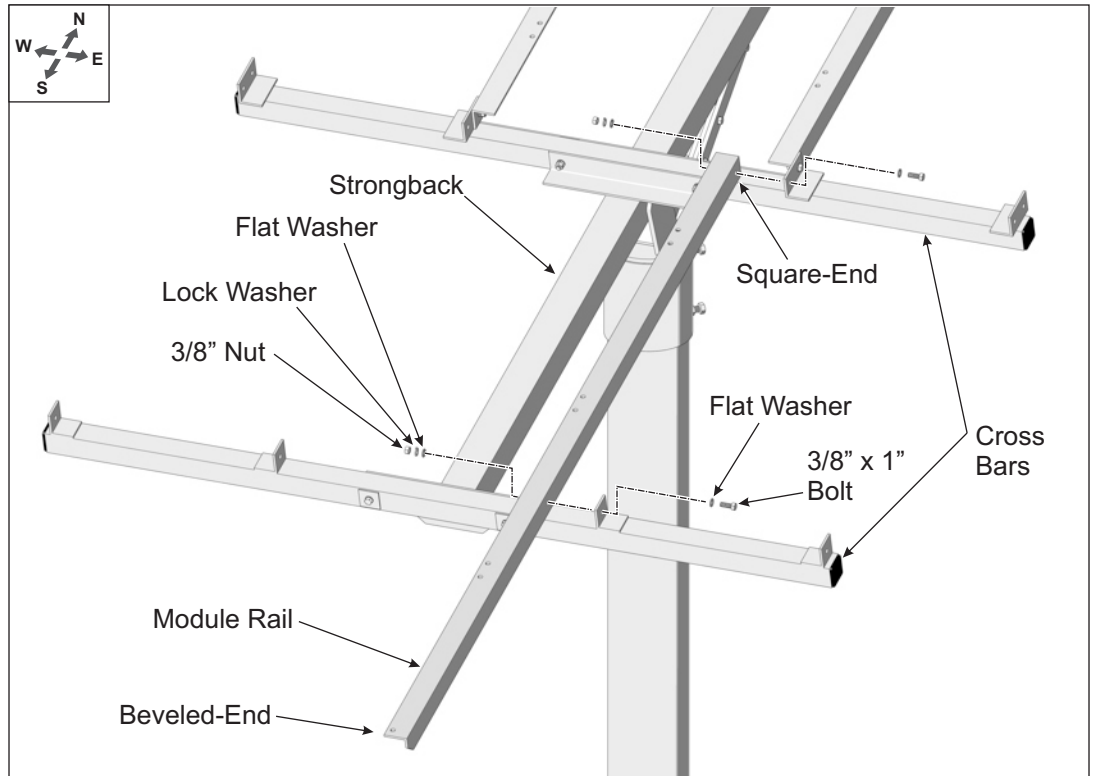 N
W
E
S
Strongback
Flat Washer
Lock Washer
3/8” Nut
Square-End
Flat Washer
3/8” x 1”
Bolt
Cross
Bars
Module Rail
Beveled-End